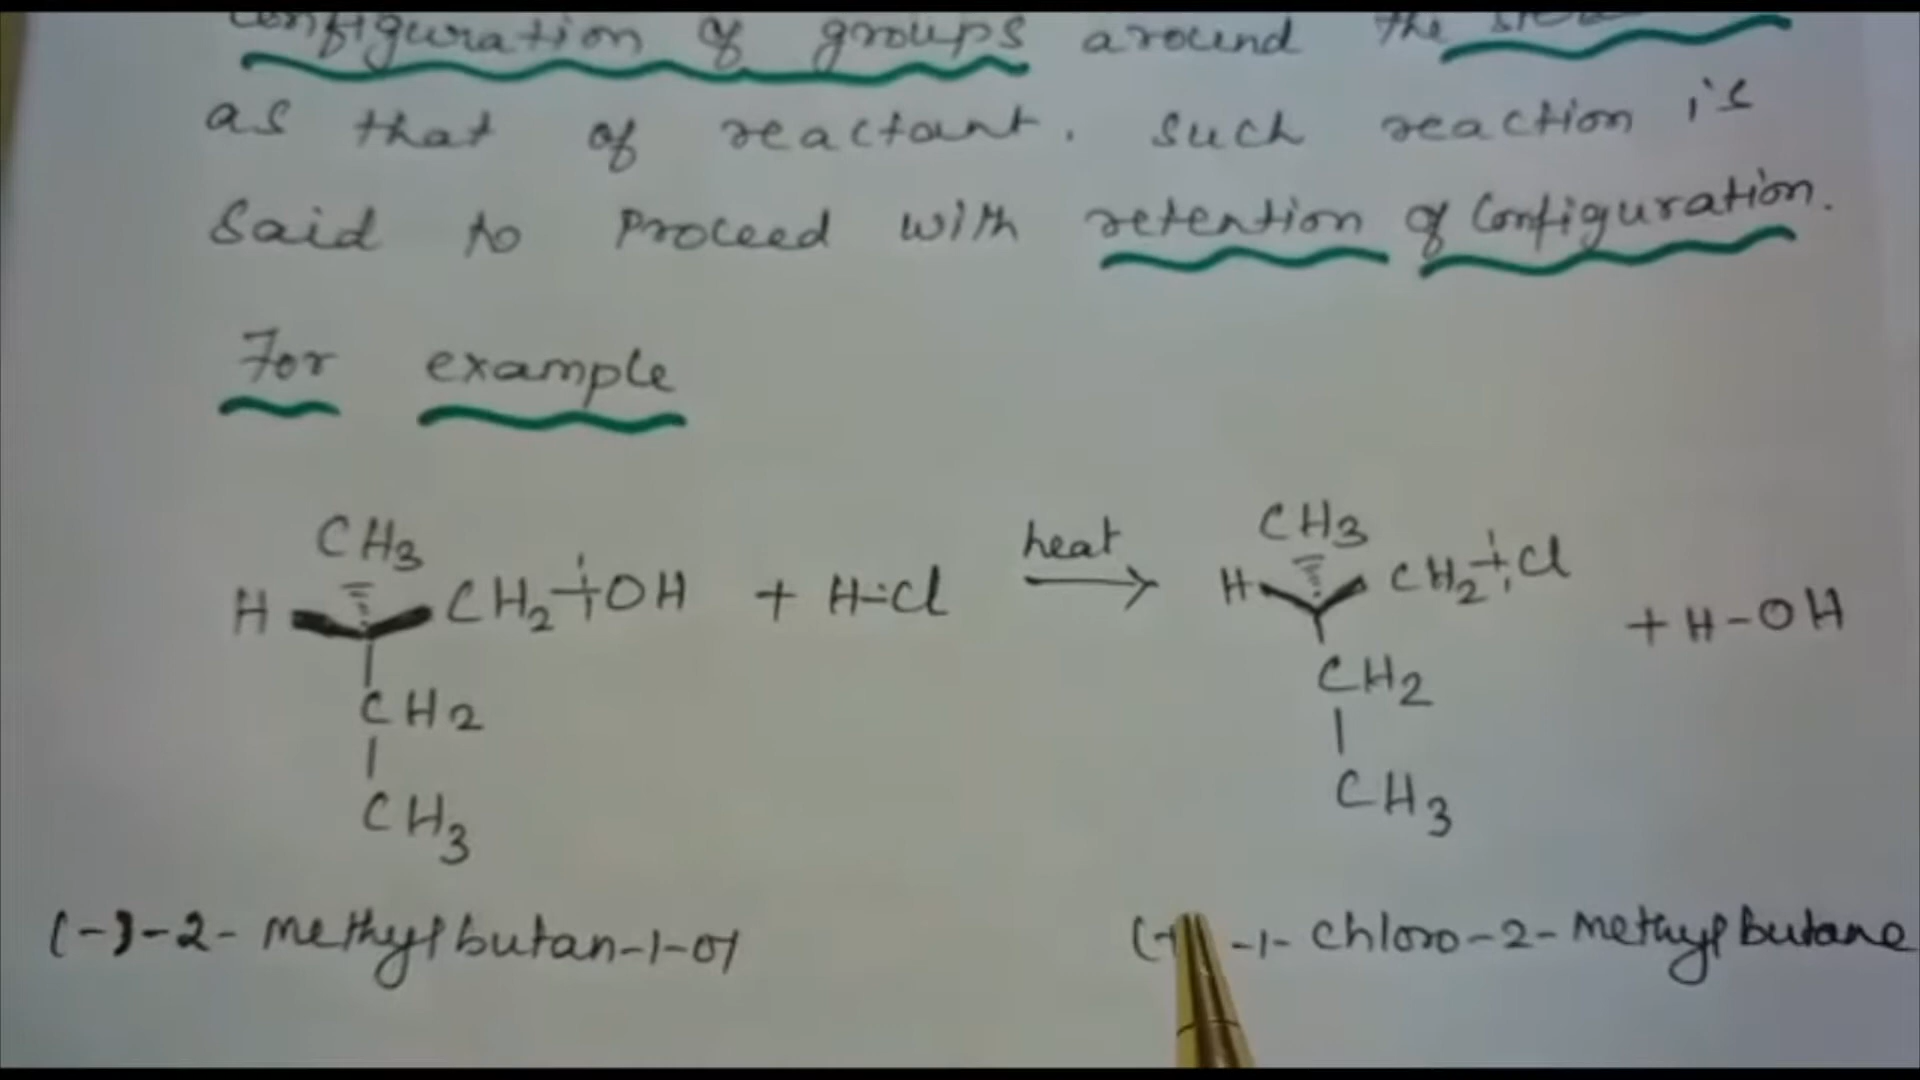 Configuration of groups around the
as that of reactant. Such reaction is
Said to proceed with retention of Configuration.
For example
CH3 CH3
H CH2+OH + H-Cl heat → H CH2+Cl + H-OH
CH2 CH2
CH3 CH3
(-)-2-methylbutan-1-ol -1-chloro-2-methylbutane